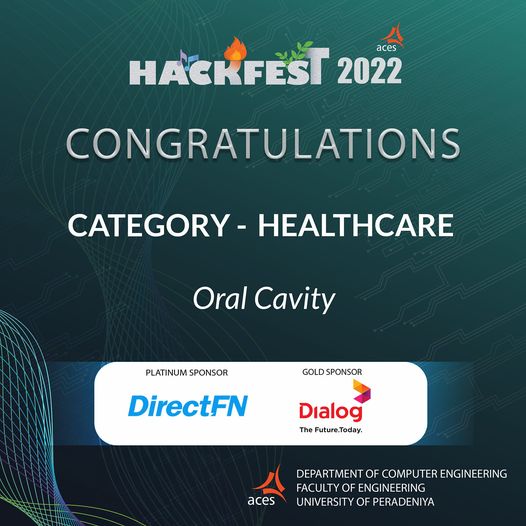 aces
HACKFEST 2022
CONGRATULATIONS
CATEGORY - HEALTHCARE
Oral Cavity
PLATINUM SPONSOR
DirectFN
GOLD SPONSOR
Dialog
The Future.Today.
aces
DEPARTMENT OF COMPUTER ENGINEERING
FACULTY OF ENGINEERING
UNIVERSITY OF PERADENIYA